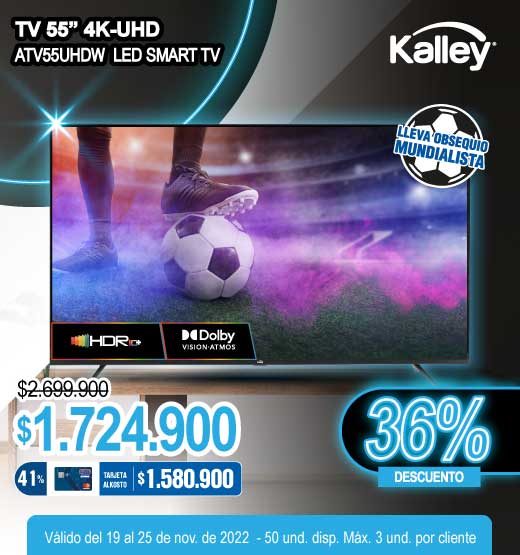 TV 55” 4K-UHD
ATV55UHDW LED SMART TV
Kalley®
LLEVA OBSEQUIO
MUNDIALISTA
HDR10+
Dolby
VISION·ATMOS
$2.699.900
$1.724.900
36%
DESCUENTO
41%
TARJETA
ALKOSTO
$1.580.900
Válido del 19 al 25 de nov. de 2022 - 50 und. disp. Máx. 3 und. por cliente